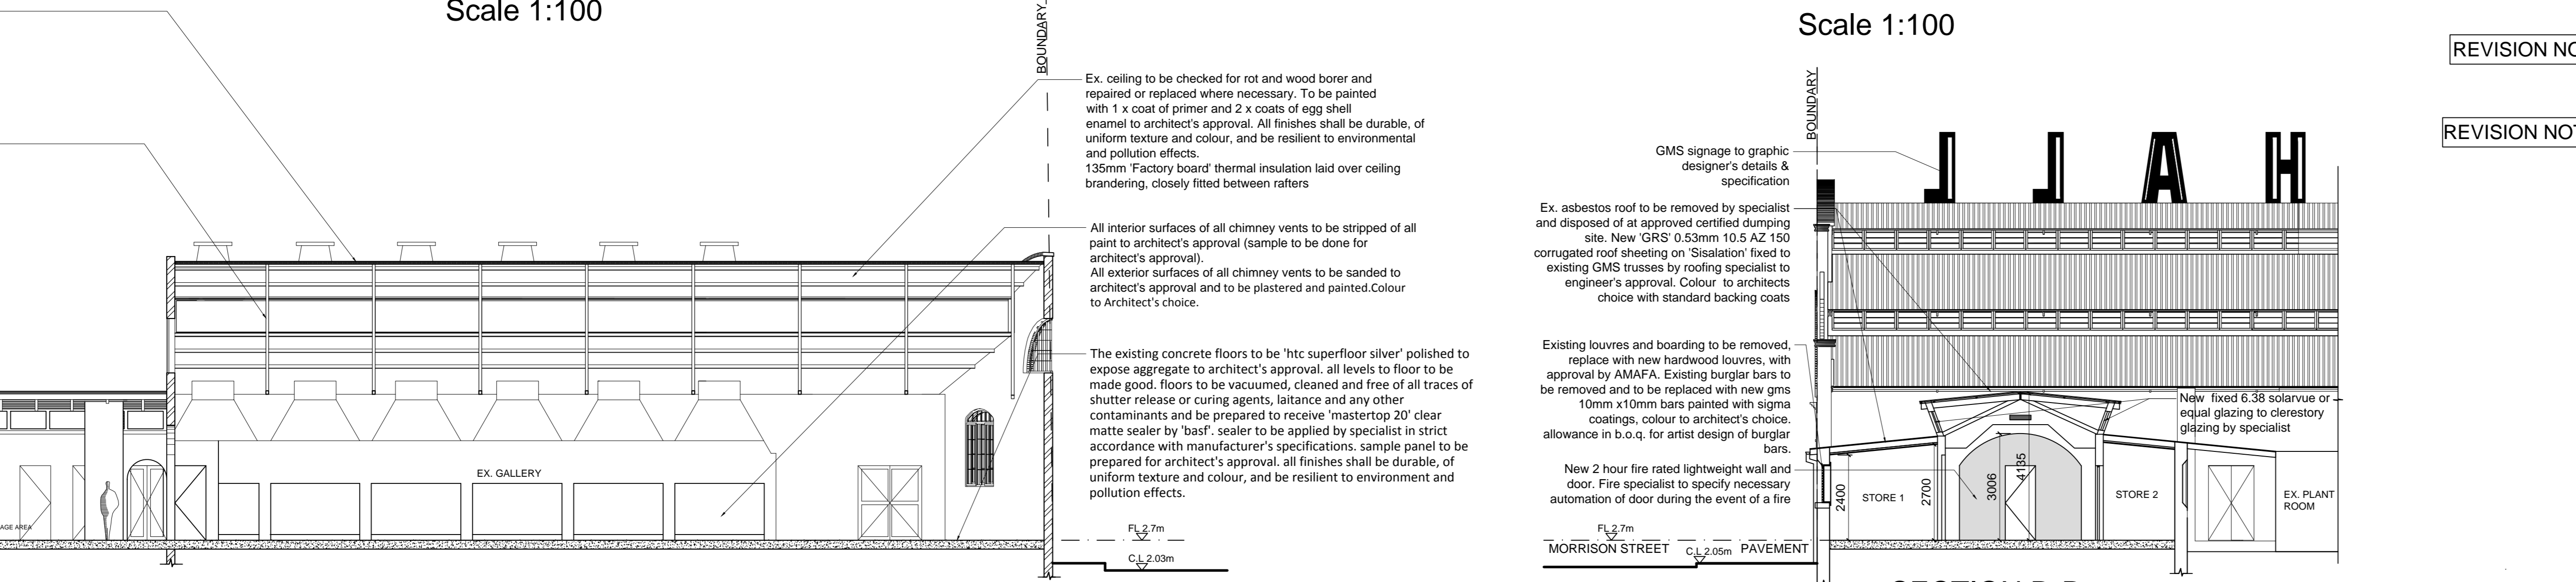 Scale 1:100
BOUNDARY
Ex. ceiling to be checked for rot and wood borer and
repaired or replaced where necessary. To be painted
with 1 x coat of primer and 2 x coats of egg shell
enamel to architect's approval. All finishes shall be durable, of
uniform texture and colour, and be resilient to environmental
and pollution effects.
135mm 'Factory board' thermal insulation laid over ceiling
brandering, closely fitted between rafters
All interior surfaces of all chimney vents to be stripped of all
paint to architect's approval (sample to be done for
architect's approval).
All exterior surfaces of all chimney vents to be sanded to
architect's approval and to be plastered and painted.Colour
to Architect's choice.
The existing concrete floors to be 'htc superfloor silver' polished to
expose aggregate to architect's approval. all levels to floor to be
made good. floors to be vacuumed, cleaned and free of all traces of
shutter release or curing agents, laitance and any other
contaminants and be prepared to receive 'mastertop 20' clear
matte sealer by 'basf'. sealer to be applied by specialist in strict
accordance with manufacturer's specifications. sample panel to be
prepared for architect's approval. all finishes shall be durable, of
uniform texture and colour, and be resilient to environment and
pollution effects.
EX. GALLERY
AGE AREA
FL 2.7m
C.L 2.03m
Scale 1:100
BOUNDARY
GMS signage to graphic
designer's details &
specification
Ex. asbestos roof to be removed by specialist
and disposed of at approved certified dumping
site. New 'GRS' 0.53mm 10.5 AZ 150
corrugated roof sheeting on 'Sisalation' fixed to
existing GMS trusses by roofing specialist to
engineer's approval. Colour to architects
choice with standard backing coats
Existing louvres and boarding to be removed,
replace with new hardwood louvres, with
approval by AMAFA. Existing burglar bars to
be removed and to be replaced with new gms
10mm x10mm bars painted with sigma
coatings, colour to architect's choice.
allowance in b.o.q. for artist design of burglar
bars.
New 2 hour fire rated lightweight wall and
door. Fire specialist to specify necessary
automation of door during the event of a fire
FL 2.7m
MORRISON STREET
C.L 2.05m
PAVEMENT
HALL
New fixed 6.38 solarvue or
equal glazing to clerestory
glazing by specialist
2400
STORE 1
2700
3006
4135
STORE 2
EX. PLANT
ROOM
REVISION NO
REVISION NOT